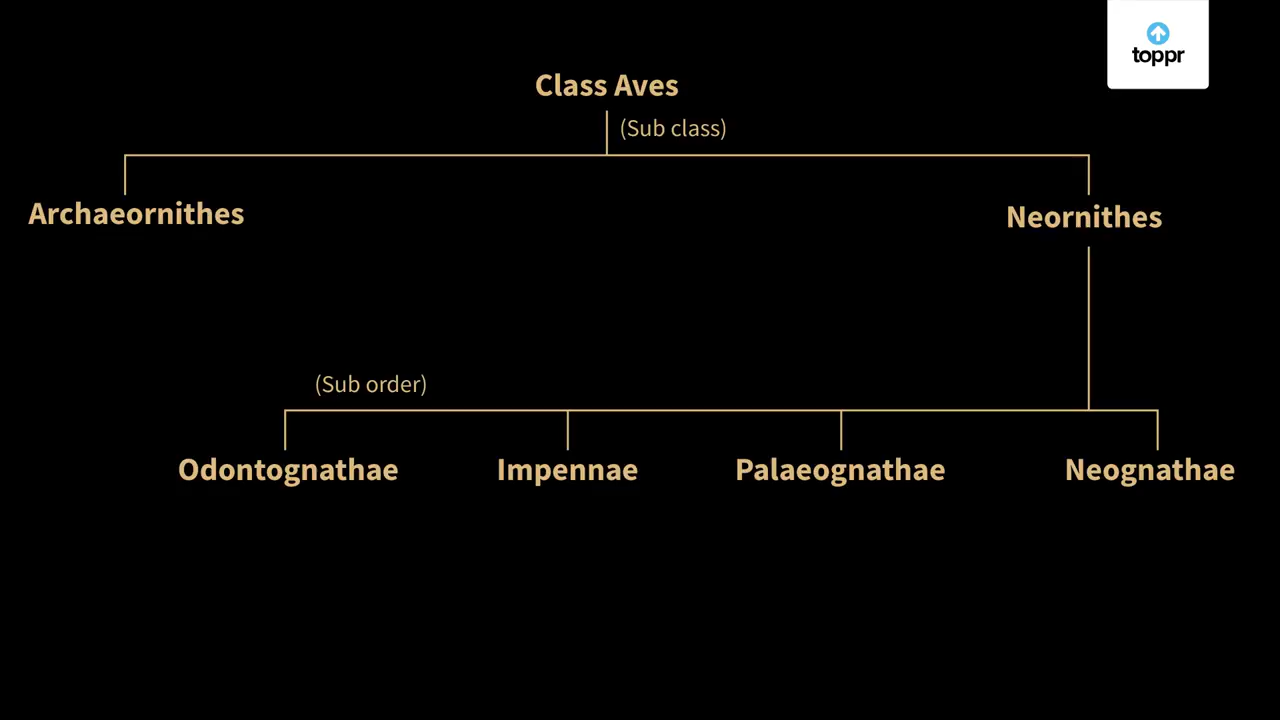 toppr
Class Aves
(Sub class)
Archaeornithes
Neornithes
(Sub order)
Odontognathae
Impennae
Palaeognathae
Neognathae